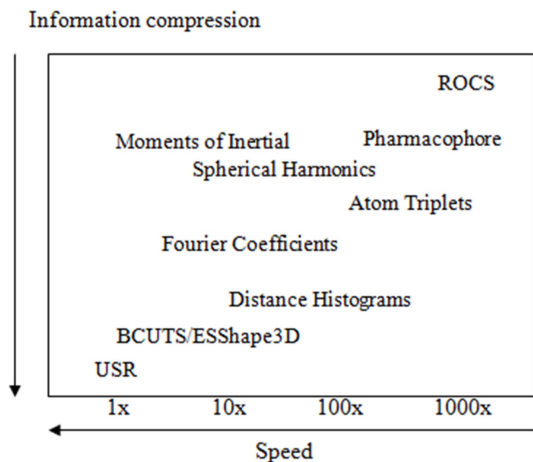 Information compression
ROCS
Moments of Inertial
Pharmacophore
Spherical Harmonics
Atom Triplets
Fourier Coefficients
Distance Histograms
BCUTS/ESShape3D
USR
1x 10x 100x 1000x
Speed